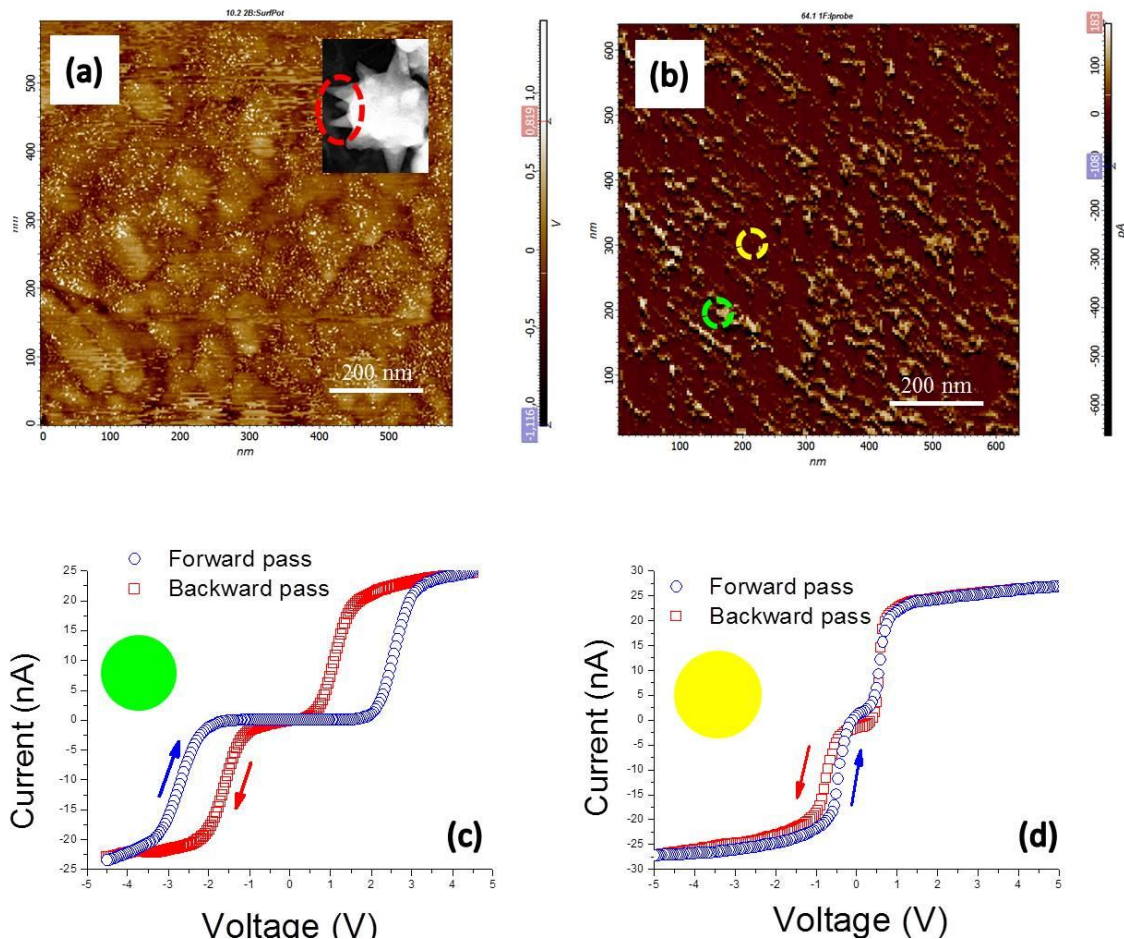 10.2 2B:SurfPot
(a)
500
400
300
200
100
0
nm
0 100 200 300 400 500
nm
200 nm
1,0
0,819
0,5
V
0
-0,5
-1,0
-1,116
64.1 1F:Iprobe
(b)
600
500
400
300
200
100
nm
100 200 300 400 500 600
nm
200 nm
183
100
0
-108
-200
-300
-400
-500
-600
pA
Forward pass
Backward pass
25
20
15
10
5
0
-5
-10
-15
-20
-25
Current (nA)
(c)
-5 -4 -3 -2 -1 0 1 2 3 4 5
Voltage (V)
Forward pass
Backward pass
30
25
20
15
10
5
0
-5
-10
-15
-20
-25
-30
Current (nA)
(d)
-5 -4 -3 -2 -1 0 1 2 3 4 5
Voltage (V)